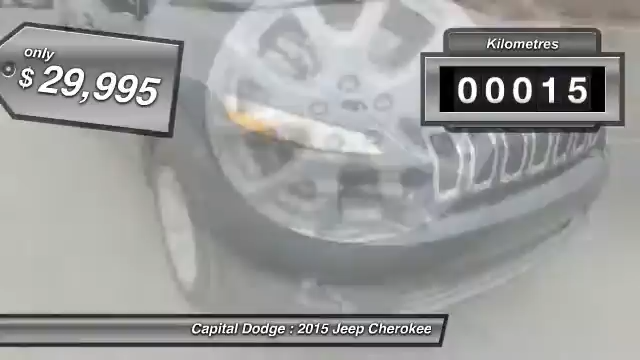 only
$ 29,995
Kilometres
00015
Capital Dodge : 2015 Jeep Cherokee